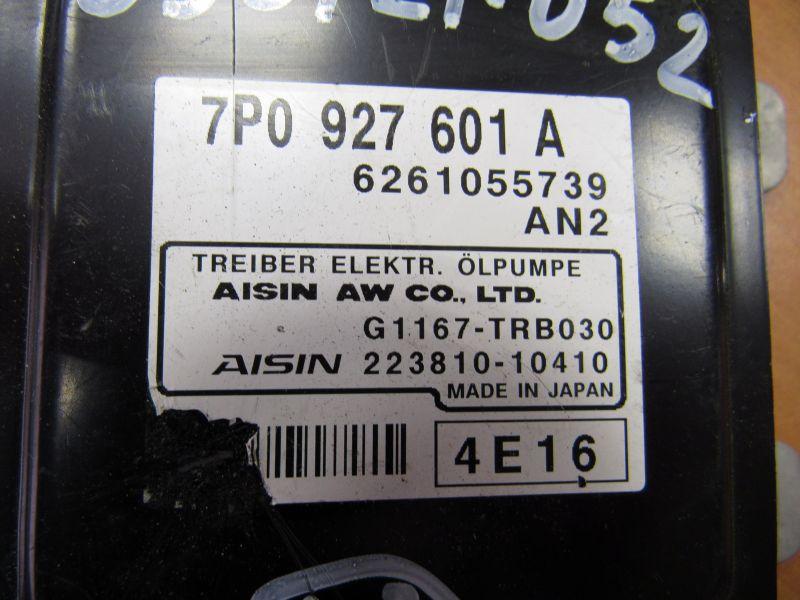 052
7P0 927 601 A
6261055739
AN2
TREIBER ELEKTR. ÖLPUMPE
AISIN AW CO., LTD.
G1167-TRB030
AISIN 223810-10410
MADE IN JAPAN
4E16